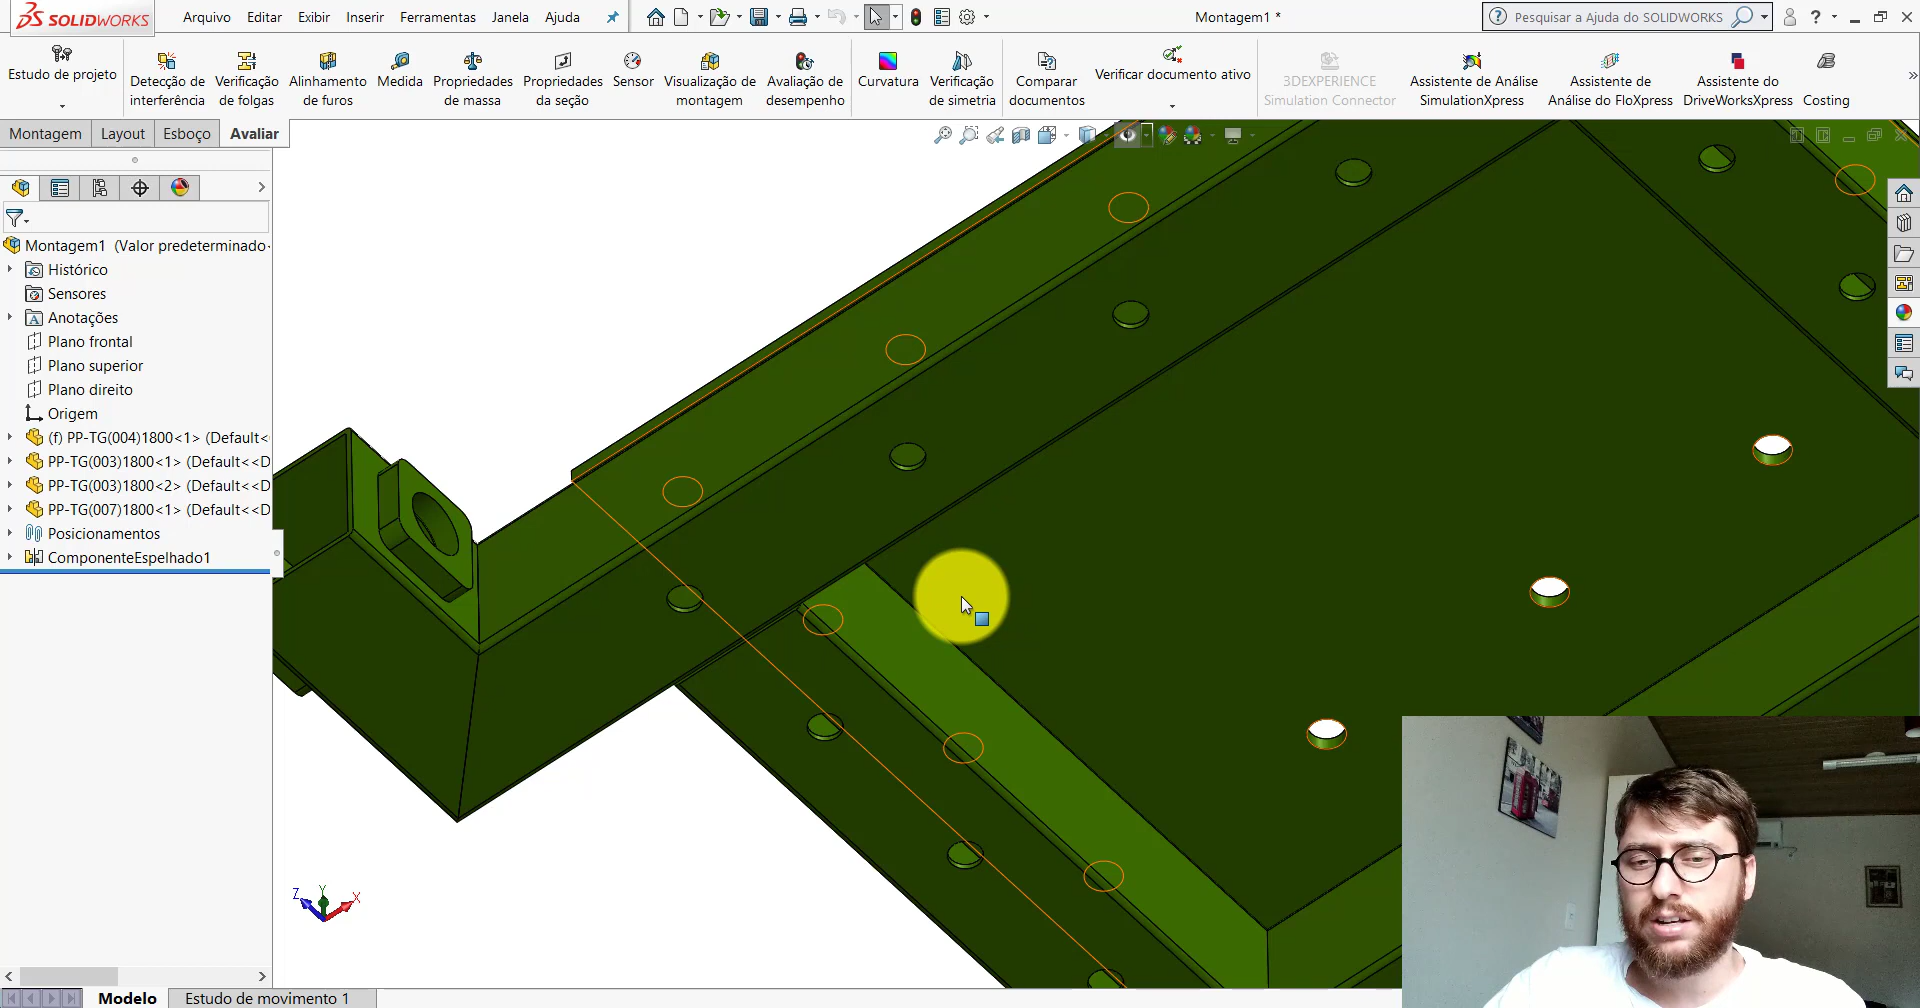 SOLIDWORKS
Arquivo Editar Exibir Inserir Ferramentas Janela Ajuda
Montagem1 *
Pesquisar a Ajuda do SOLIDWORKS
Estudo de projeto
Detecção de interferência
Verificação de folgas
Alinhamento de furos
Medida
Propriedades de massa
Propriedades da seção
Sensor
Visualização de montagem
Avaliação de desempenho
Curvatura
Verificação de simetria
Comparar documentos
Verificar documento ativo
3DEXPERIENCE Simulation Connector
Assistente de Análise SimulationXpress
Assistente de Análise do FloXpress
Assistente do DriveWorksXpress
Costing
Montagem Layout Esboço Avaliar
Montagem1 (Valor predeterminado
Histórico
Sensores
Anotações
Plano frontal
Plano superior
Plano direito
Origem
(f) PP-TG(004)1800<1> (Default<
PP-TG(003)1800<1> (Default<<D
PP-TG(003)1800<2> (Default<<D
PP-TG(007)1800<1> (Default<<D
Posicionamentos
ComponenteEspelhado1
Z Y X
Modelo Estudo de movimento 1